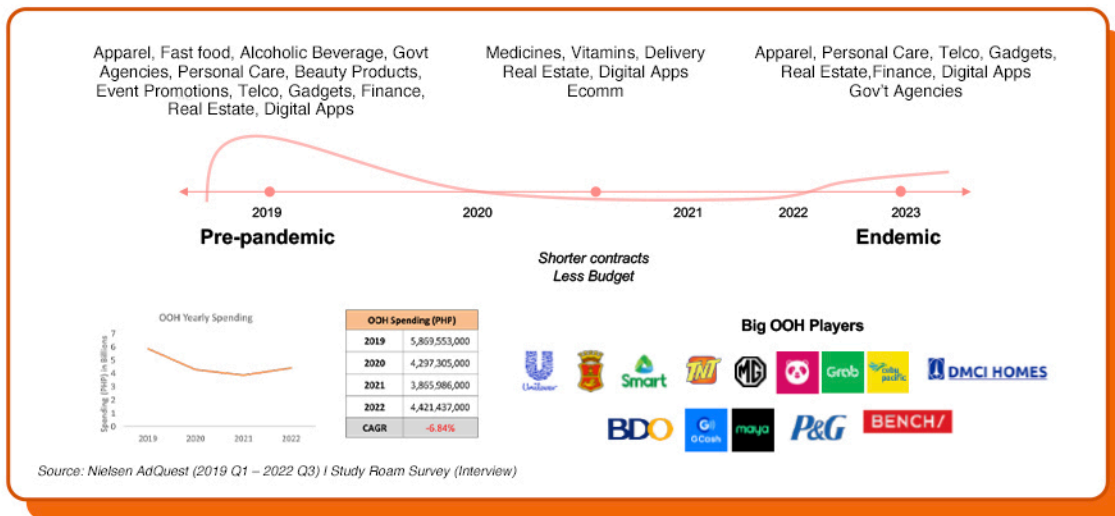 Apparel, Fast food, Alcoholic Beverage, Govt
Agencies, Personal Care, Beauty Products,
Event Promotions, Telco, Gadgets, Finance,
Real Estate, Digital Apps
Medicines, Vitamins, Delivery
Real Estate, Digital Apps
Ecomm
Apparel, Personal Care, Telco, Gadgets,
Real Estate,Finance, Digital Apps
Gov't Agencies
2019
2020
2021
2022
2023
Pre-pandemic
Endemic
Shorter contracts
Less Budget
OOH Yearly Spending
Spending (PHP) in Billions
7
6
5
4
3
2
1
0
2019
2020
2021
2022
OOH Spending (PHP)
2019 5,869,553,000
2020 4,297,305,000
2021 3,865,986,000
2022 4,421,437,000
CAGR -6.84%
Big OOH Players
Unilever
Smart
TNT
MG
Grab
cebu pacific
DMCI HOMES
BDO
GCash
maya
P&G
BENCH/
Source: Nielsen AdQuest (2019 Q1 – 2022 Q3) I Study Roam Survey (Interview)